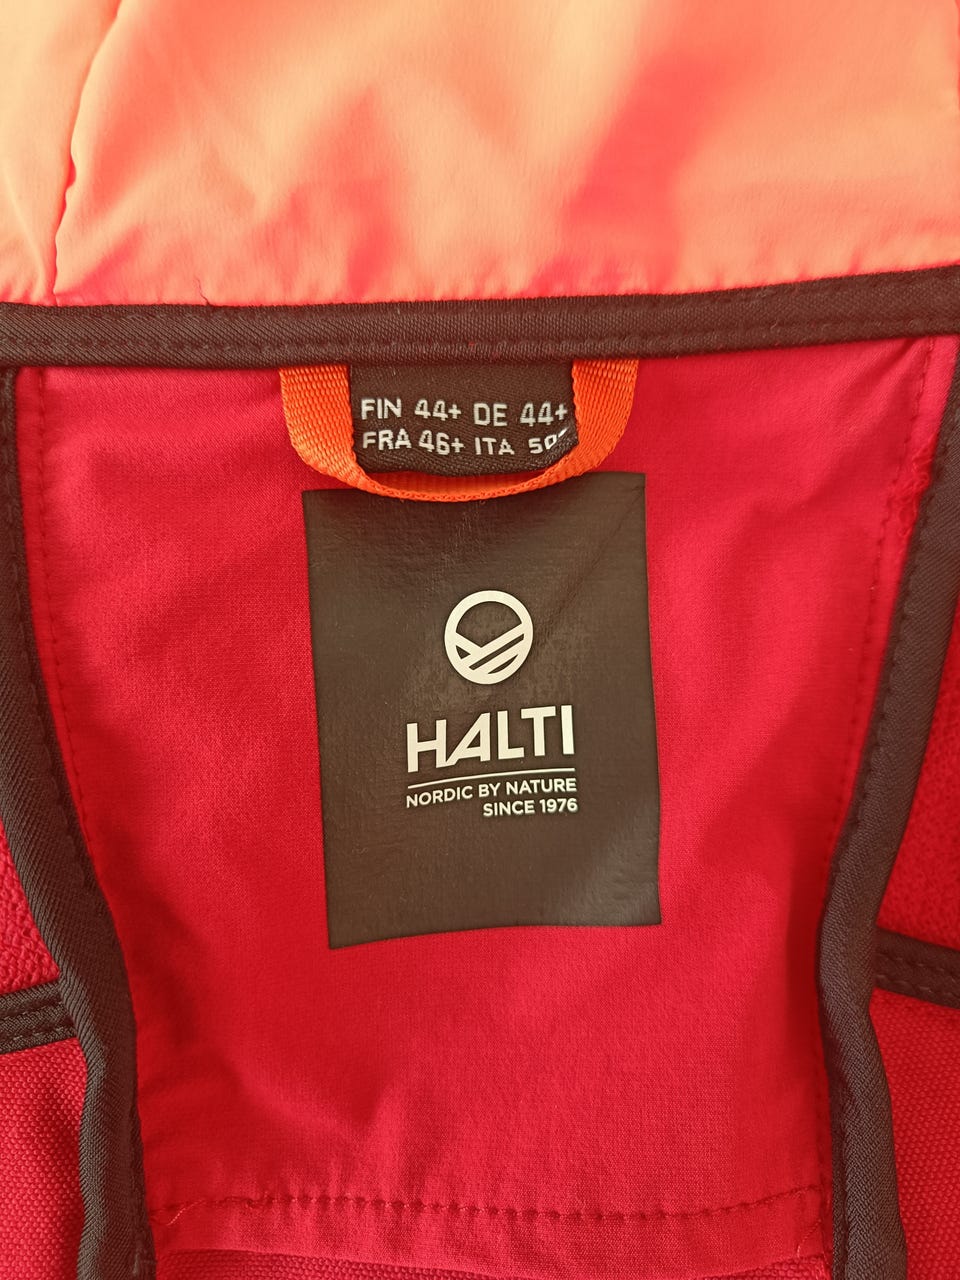 FIN 44+ DE 44+
FRA 46+ ITA
HALTI
NORDIC BY NATURE
SINCE 1976